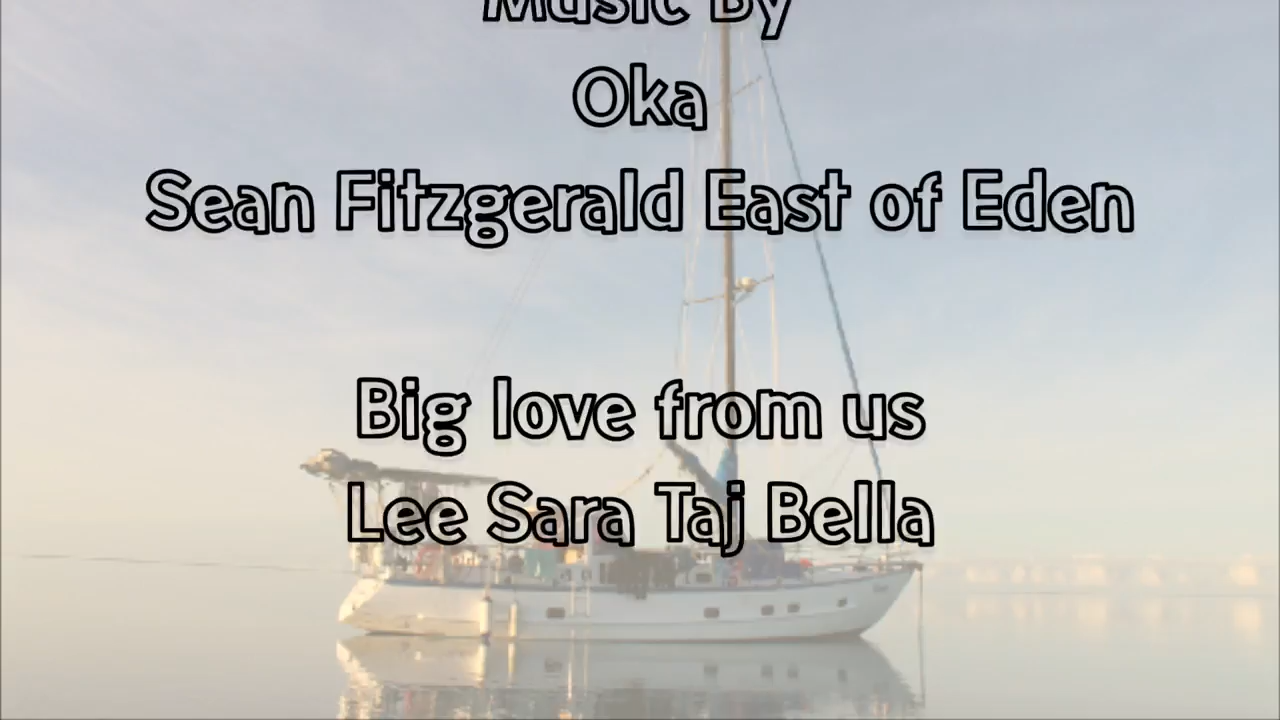 Music By
Oka
Sean Fitzgerald East of Eden
Big love from us
Lee Sara Taj Bella